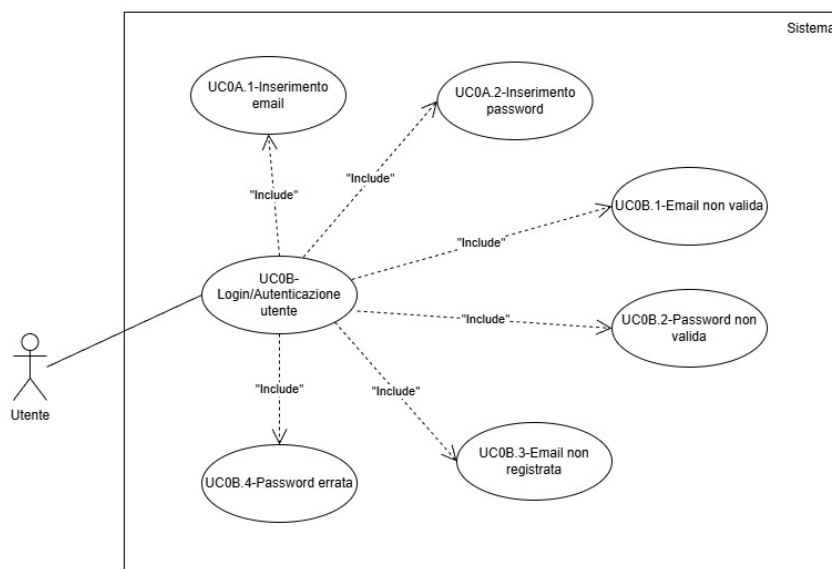 Sistema
UC0A.1-Inserimento
email
UC0A.2-Inserimento
password
"Include"
"Include"
UC0B.1-Email non valida
"Include"
UC0B-
Login/Autenticazione
utente
"Include"
UC0B.2-Password non
valida
Utente
"Include"
"Include"
UC0B.3-Email non
registrata
UC0B.4-Password errata